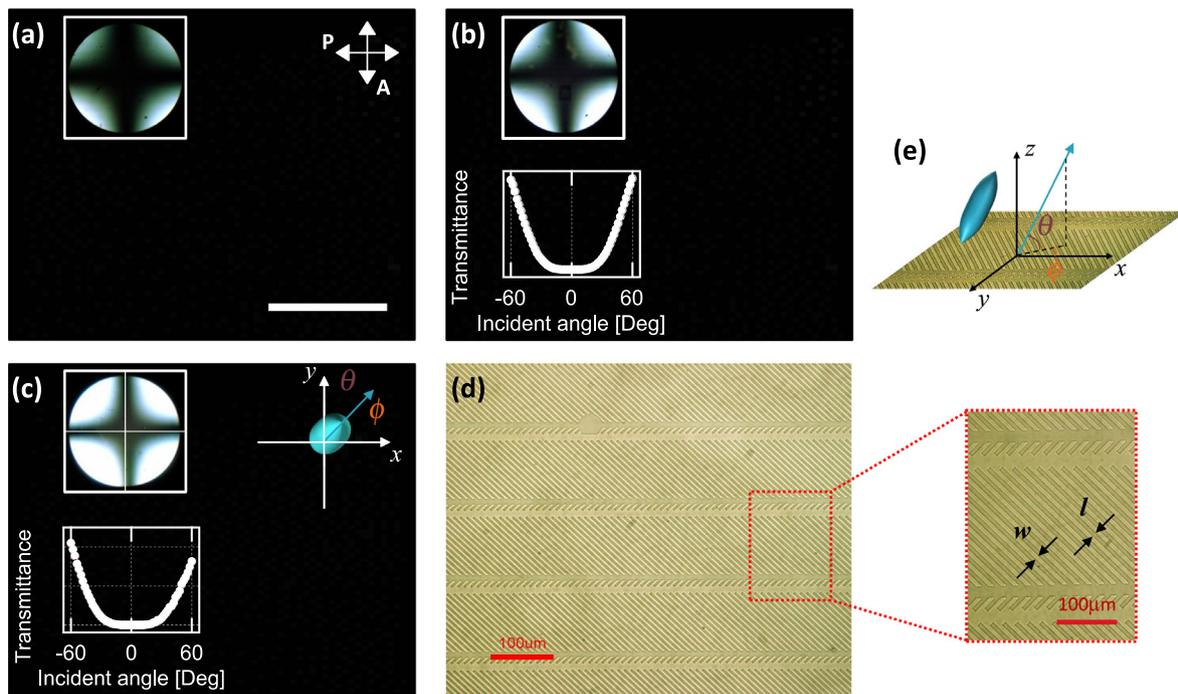 (a)
P
A
(b)
Transmittance
-60 0 60
Incident angle [Deg]
(e)
z
θ
ϕ
x
y
(c)
y
θ
ϕ
x
Transmittance
-60 0 60
Incident angle [Deg]
(d)
100um
w
l
100μm